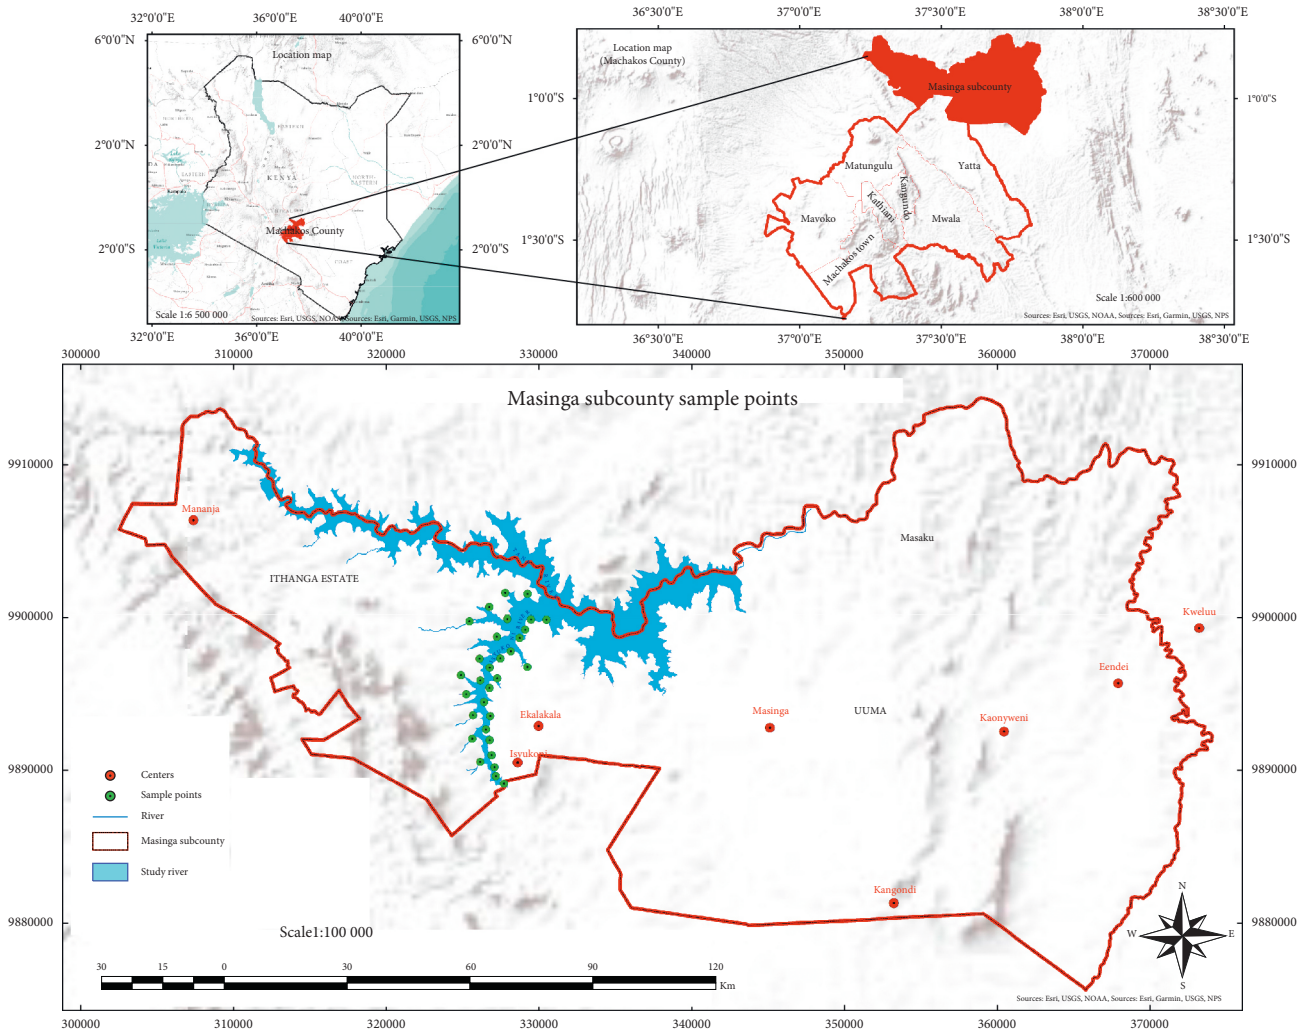 32°0'0"E 36°0'0"E 40°0'0"E
6°0'0"N 6°0'0"N
Location map
2°0'0"N 2°0'0"N
KENYA
Kampala
Machakos County
2°0'0"S 2°0'0"S
Scale 1:6 500 000
Sources: Esri, USGS, NOAA, Sources: Esri, Garmin, USGS, NPS
32°0'0"E 36°0'0"E 40°0'0"E
36°30'0"E 37°0'0"E 37°30'0"E 38°0'0"E 38°30'0"E
Location map
(Machakos County)
Masinga subcounty
1°0'0"S 1°0'0"S
Matungulu
Yatta
Kangundo
Kathiani
Mavoko
Mwala
Machakos town
1°30'0"S 1°30'0"S
Scale 1:600 000
Sources: Esri, USGS, NOAA, Sources: Esri, Garmin, USGS, NPS
36°30'0"E 37°0'0"E 37°30'0"E 38°0'0"E 38°30'0"E
300000 310000 320000 330000 340000 350000 360000 370000
Masinga subcounty sample points
9910000 9910000
Mananja
Masaku
ITHANGA ESTATE
9900000 9900000
Kweluu
Eendei
Ekalakala
Masinga
UUMA
Kaonyweni
Isyukoni
9890000 9890000
Centers
Sample points
River
Masinga subcounty
Study river
Kangondi
N
9880000 9880000
Scale1:100 000
W E
S
30 15 0 30 60 90 120
Km
Sources: Esri, USGS, NOAA, Sources: Esri, Garmin, USGS, NPS
300000 310000 320000 330000 340000 350000 360000 370000